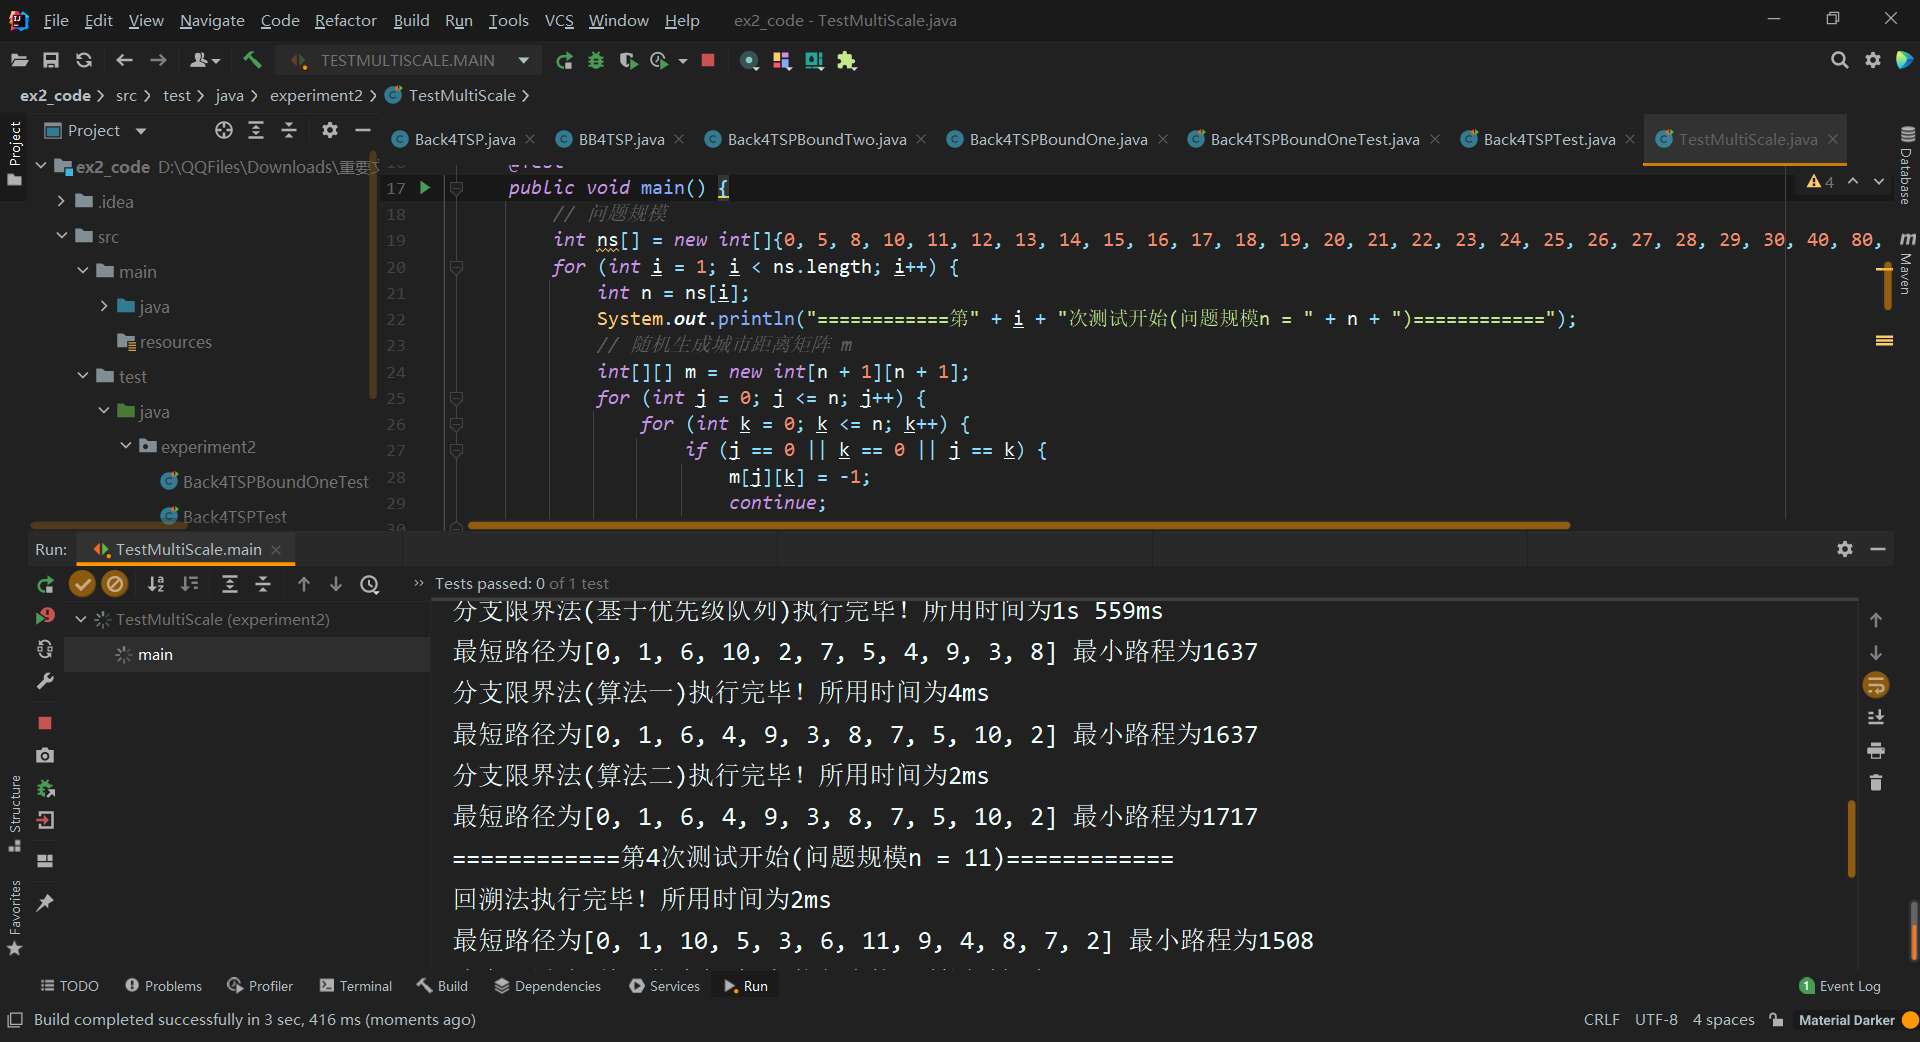 File Edit View Navigate Code Refactor Build Run Tools VCS Window Help ex2_code - TestMultiScale.java
TESTMULTISCALE.MAIN
ex2_code src test java experiment2 TestMultiScale
Project
Project
Back4TSP.java BB4TSP.java Back4TSPBoundTwo.java Back4TSPBoundOne.java Back4TSPBoundOneTest.java Back4TSPTest.java TestMultiScale.java
ex2_code D:\QQFiles\Downloads\重要
.idea
src
main
java
resources
test
java
experiment2
Back4TSPBoundOneTest
Back4TSPTest
@Test
4
17 public void main() {
18 // 问题规模
19 int ns[] = new int[]{0, 5, 8, 10, 11, 12, 13, 14, 15, 16, 17, 18, 19, 20, 21, 22, 23, 24, 25, 26, 27, 28, 29, 30, 40, 80,
20 for (int i = 1; i < ns.length; i++) {
21 int n = ns[i];
22 System.out.println("============第" + i + "次测试开始(问题规模n = " + n + ")============");
23 // 随机生成城市距离矩阵 m
24 int[][] m = new int[n + 1][n + 1];
25 for (int j = 0; j <= n; j++) {
26 for (int k = 0; k <= n; k++) {
27 if (j == 0 || k == 0 || j == k) {
28 m[j][k] = -1;
29 continue;
30
Database
m Maven
Run: TestMultiScale.main
Tests passed: 0 of 1 test
TestMultiScale (experiment2)
main
分支限界法(基于优先级队列)执行完毕！所用时间为1s 559ms
最短路径为[0, 1, 6, 10, 2, 7, 5, 4, 9, 3, 8] 最小路程为1637
分支限界法(算法一)执行完毕！所用时间为4ms
最短路径为[0, 1, 6, 4, 9, 3, 8, 7, 5, 10, 2] 最小路程为1637
分支限界法(算法二)执行完毕！所用时间为2ms
最短路径为[0, 1, 6, 4, 9, 3, 8, 7, 5, 10, 2] 最小路程为1717
============第4次测试开始(问题规模n = 11)============
回溯法执行完毕！所用时间为2ms
最短路径为[0, 1, 10, 5, 3, 6, 11, 9, 4, 8, 7, 2] 最小路程为1508
Structure
Favorites
TODO Problems Profiler Terminal Build Dependencies Services Run 1 Event Log
Build completed successfully in 3 sec, 416 ms (moments ago) CRLF UTF-8 4 spaces Material Darker